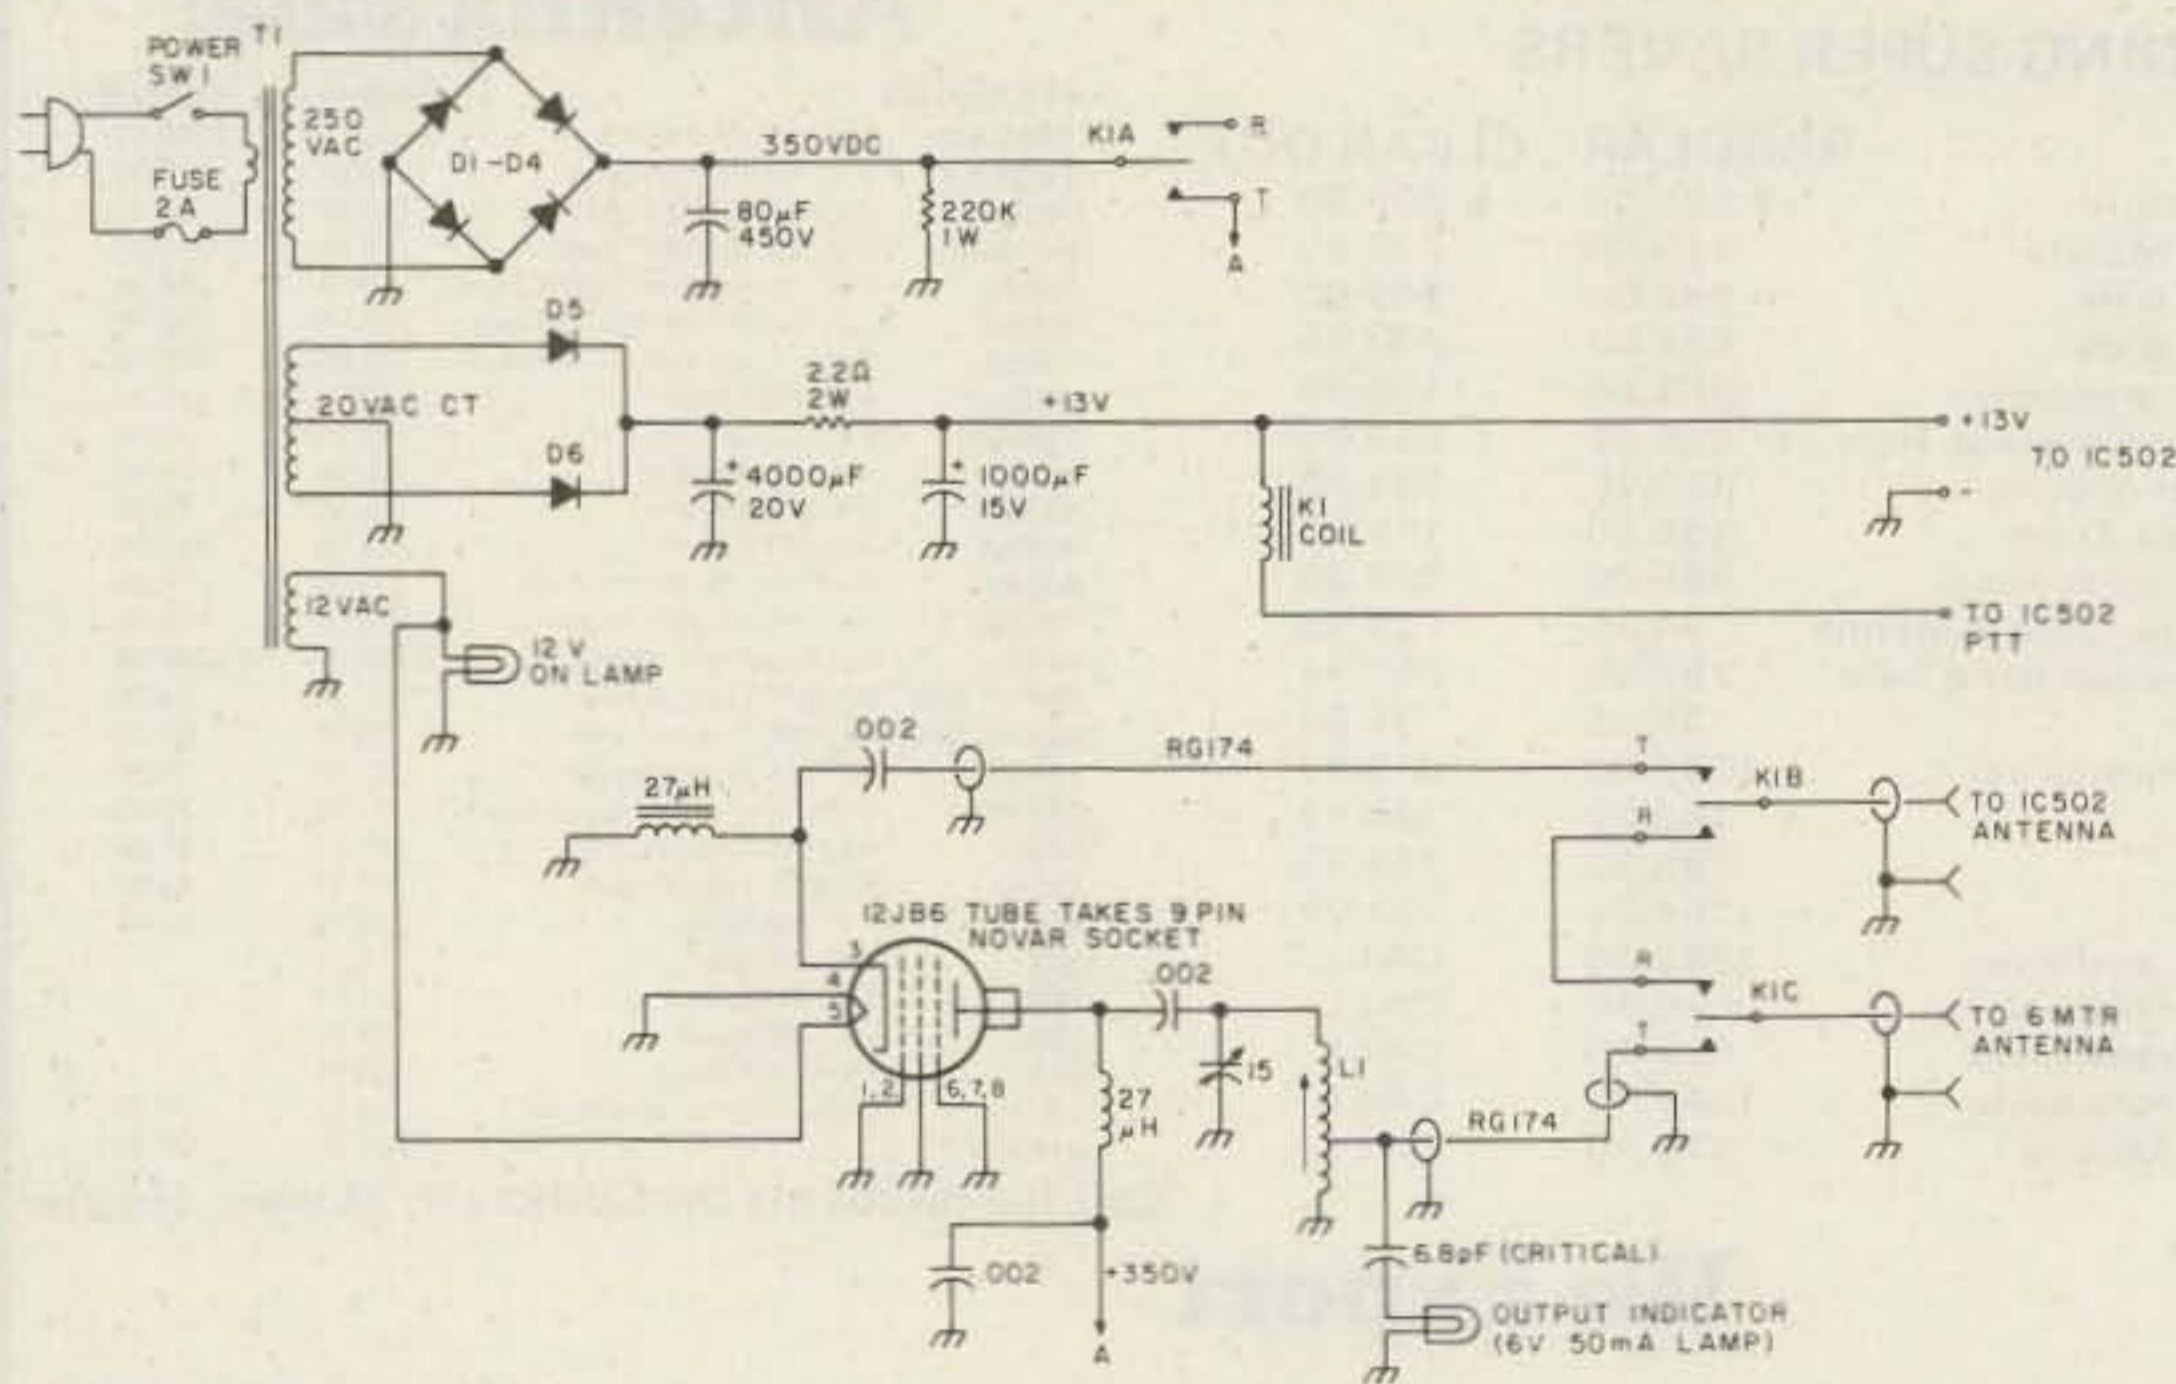 POWER
SW1
T1
250
VAC
D1-D4
350VDC
K1A
R
FUSE
2A
80µF
450V
220K
1W
T
A
D5
20VAC CT
2.2Ω
2W
+13V
+13V
TO IC502
D6
+
4000µF
20V
+
1000µF
15V
K1
COIL
-
12VAC
12V
ON LAMP
TO IC502
PTT
.002
RG174
T
K1B
27µH
TO IC502
ANTENNA
R
12JB6 TUBE TAKES 9 PIN
NOVAR SOCKET
3
4
5
.002
R
K1C
TO 6 MTR
ANTENNA
T
1,2
6,7,8
27
µH
15
L1
RG174
.002
+350V
6.8pF (CRITICAL)
A
OUTPUT INDICATOR
(6V 50mA LAMP)